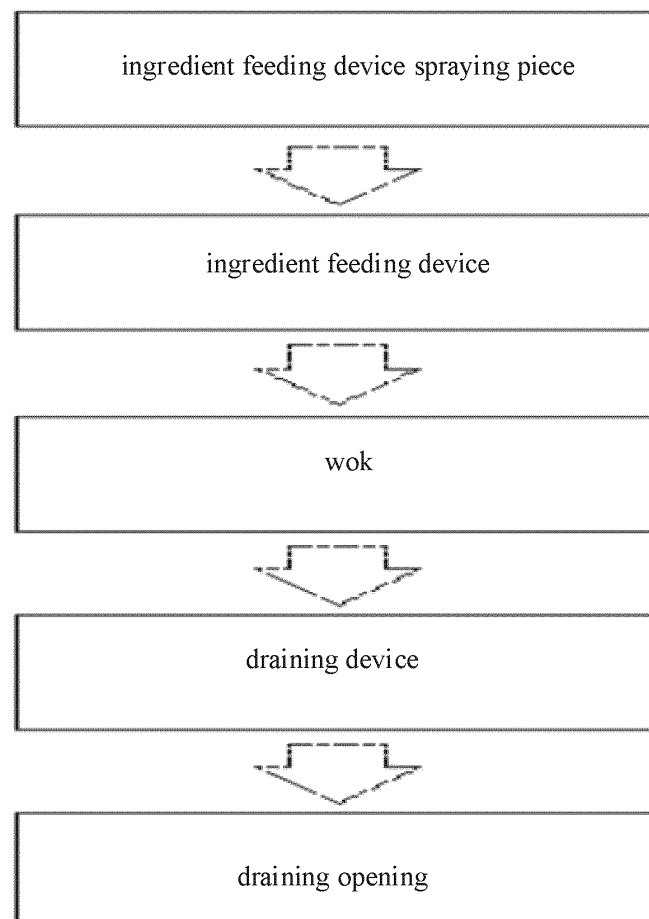 ingredient feeding device spraying piece
ingredient feeding device
wok
draining device
draining opening